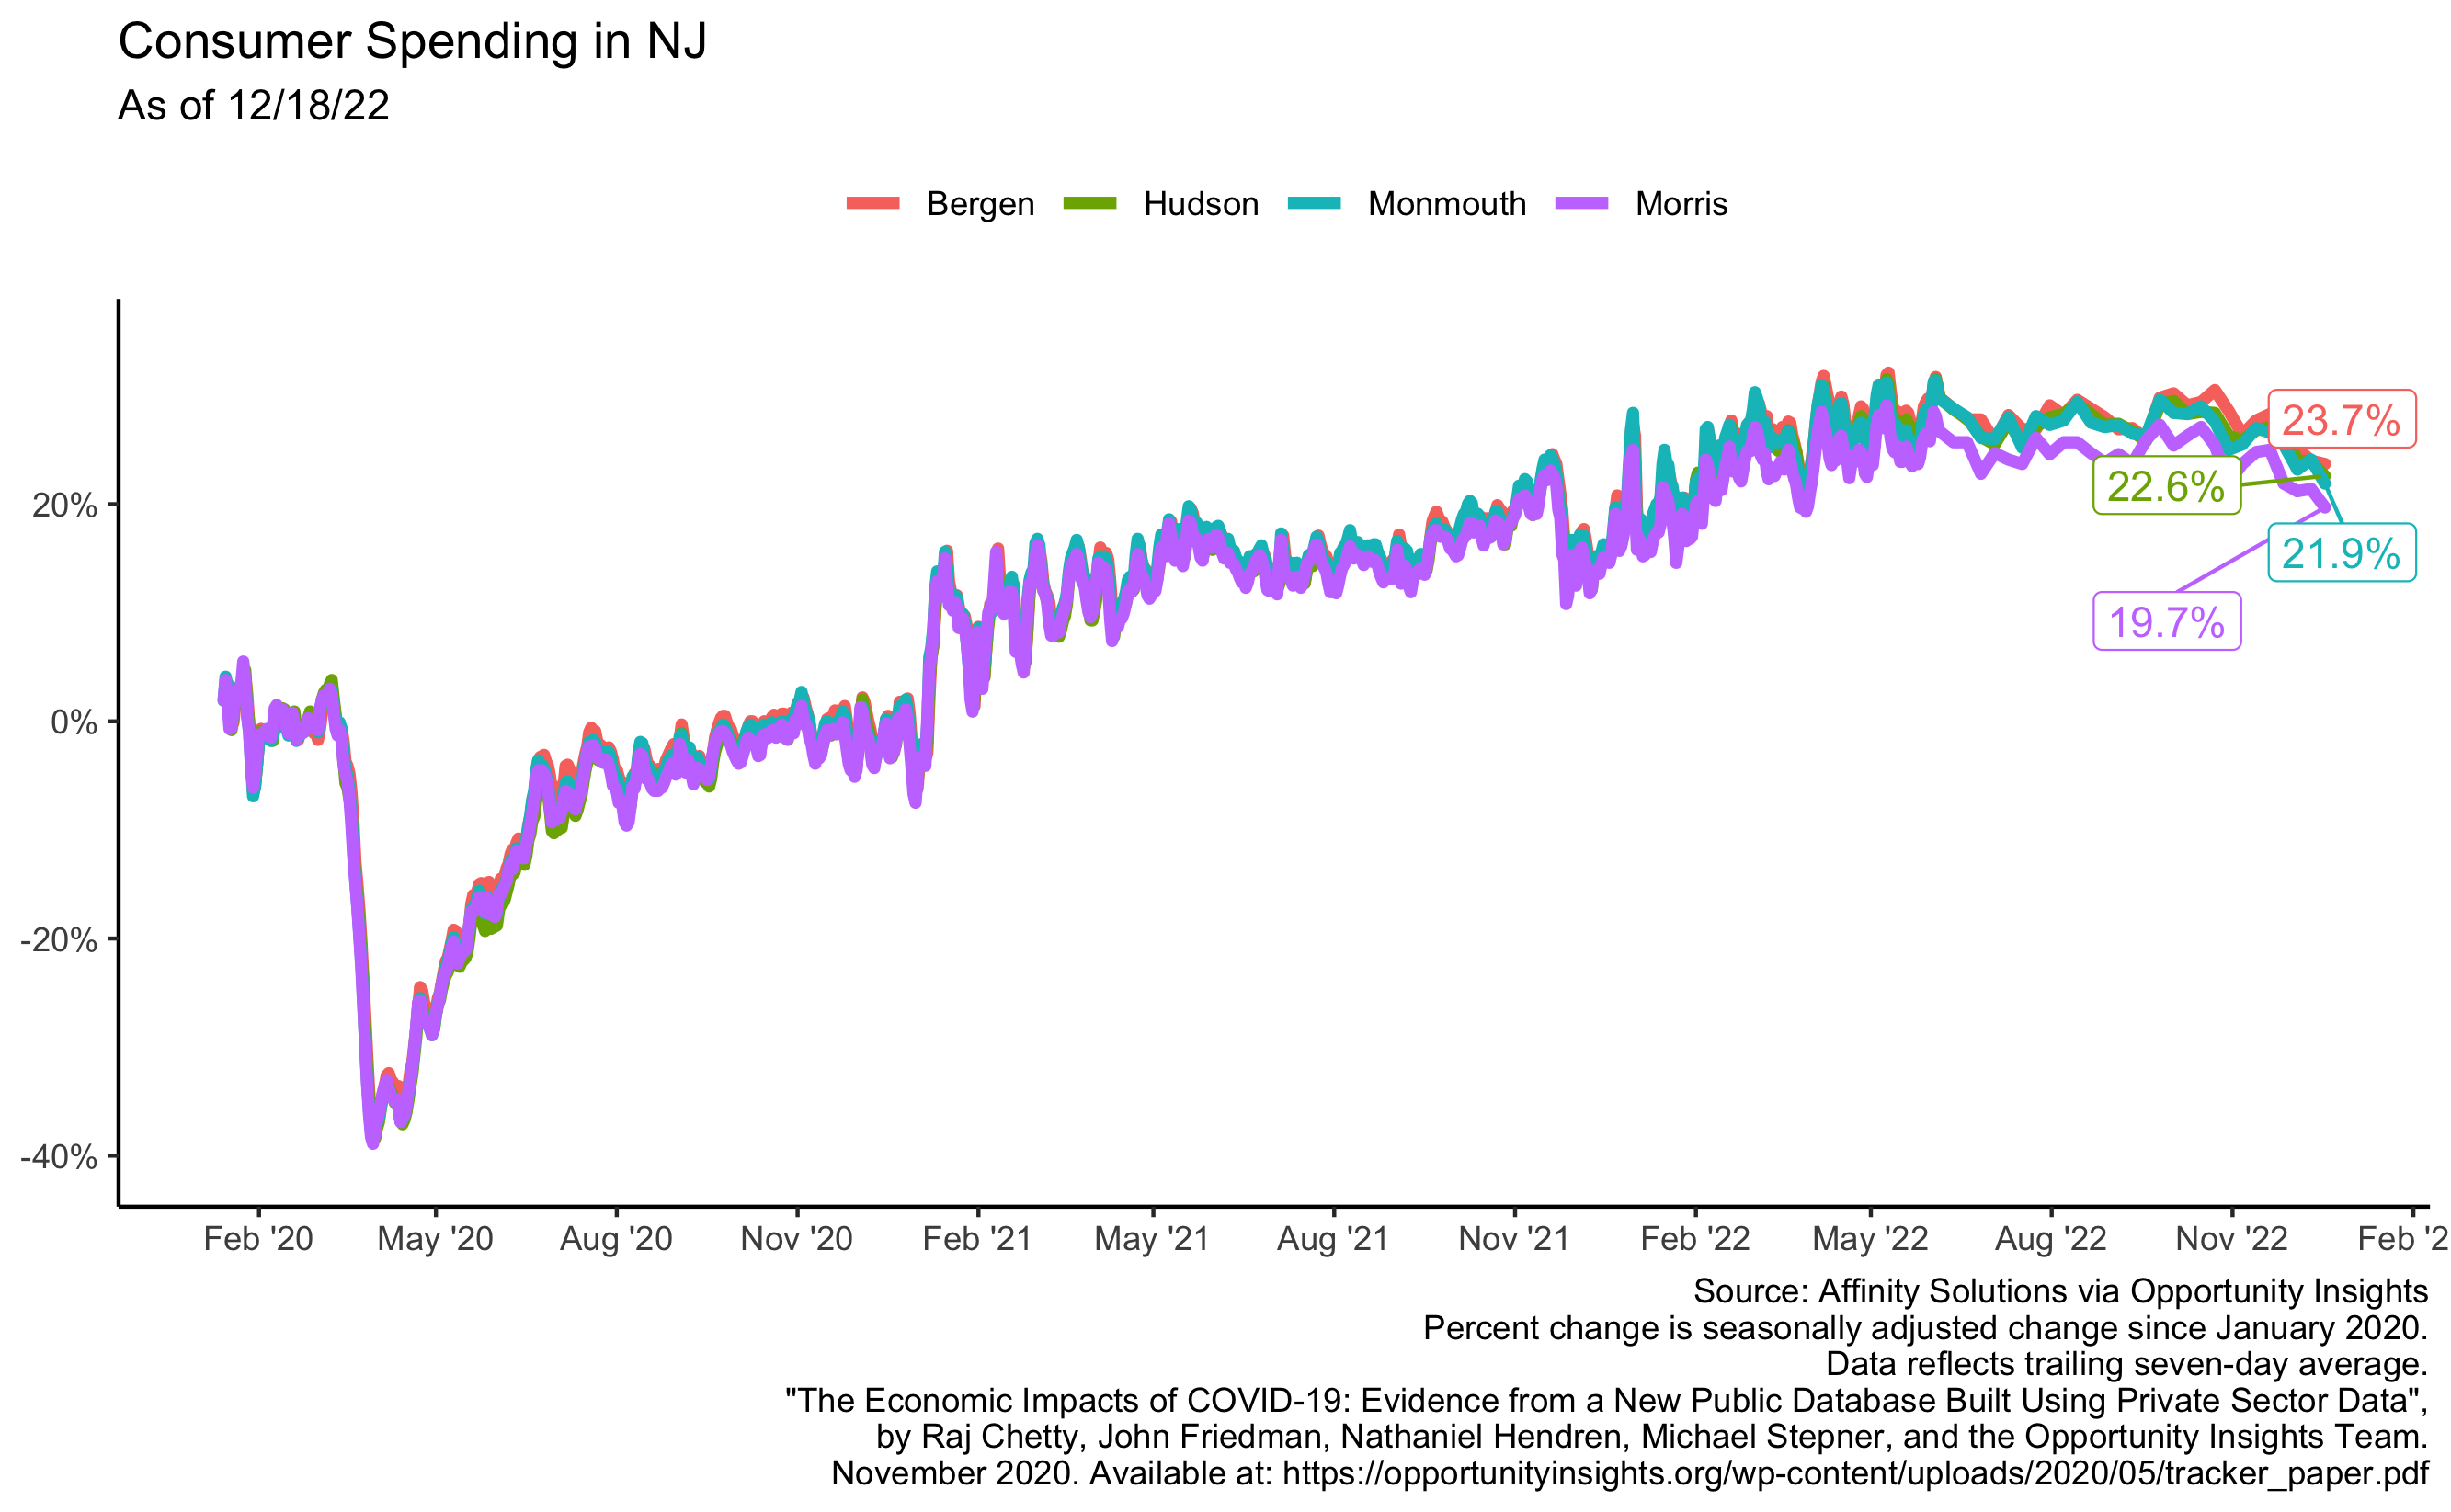 Consumer Spending in NJ
As of 12/18/22
Bergen Hudson Monmouth Morris
20%
0%
-20%
-40%
23.7%
22.6%
21.9%
19.7%
Feb '20 May '20 Aug '20 Nov '20 Feb '21 May '21 Aug '21 Nov '21 Feb '22 May '22 Aug '22 Nov '22 Feb '2
Source: Affinity Solutions via Opportunity Insights
Percent change is seasonally adjusted change since January 2020.
Data reflects trailing seven-day average.
"The Economic Impacts of COVID-19: Evidence from a New Public Database Built Using Private Sector Data",
by Raj Chetty, John Friedman, Nathaniel Hendren, Michael Stepner, and the Opportunity Insights Team.
November 2020. Available at: https://opportunityinsights.org/wp-content/uploads/2020/05/tracker_paper.pdf